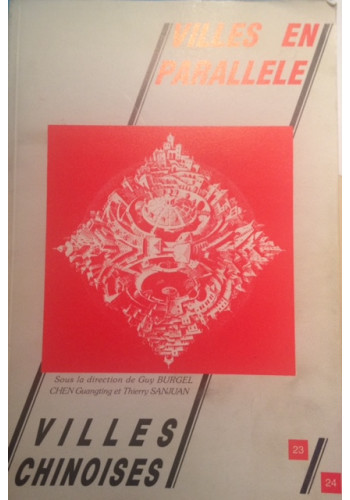 VILLES EN
PARALLELE
Sous la direction de Guy BURGEL
CHEN Guangting et Thierry SANJUAN
VILLES
CHINOISES
23
24